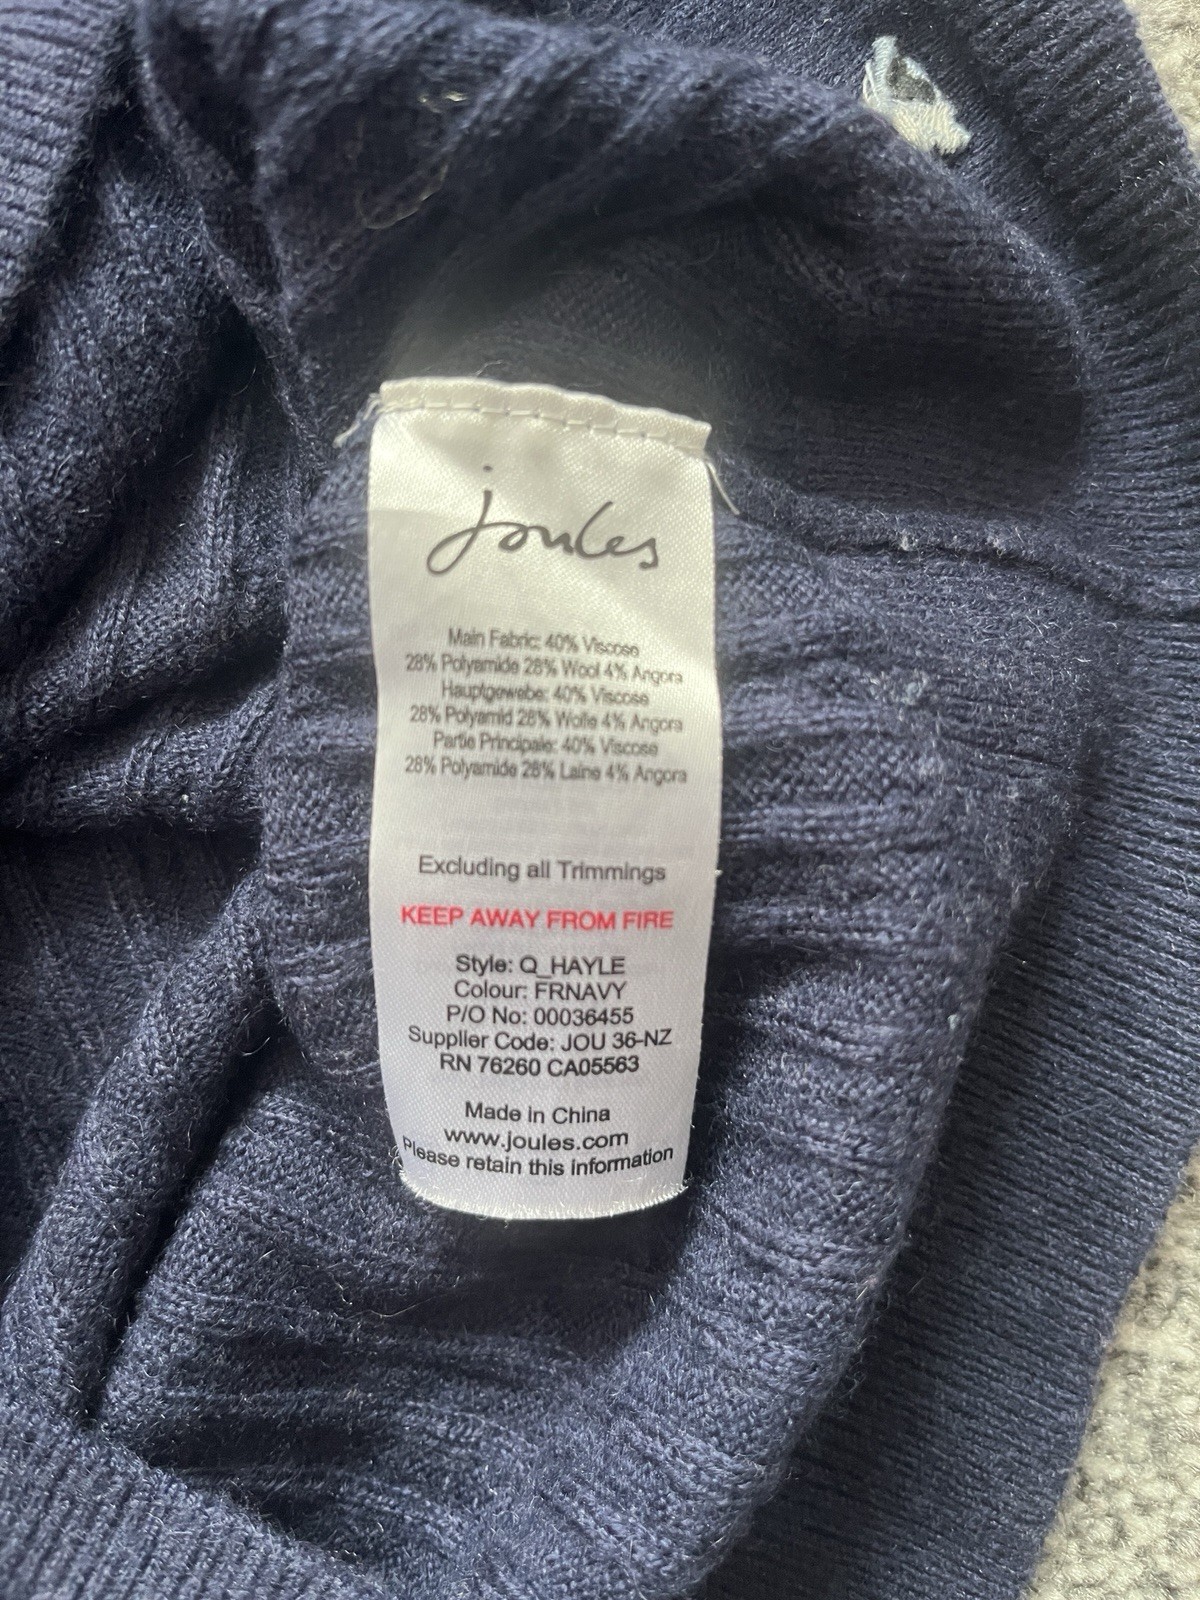 joules
Main Fabric: 40% Viscose
28% Polyamide 28% Wool 4% Angora
Hauptgewebe: 40% Viscose
28% Polyamid 28% Wolle 4% Angora
Partie Principale: 40% Viscose
28% Polyamide 28% Laine 4% Angora
Excluding all Trimmings
KEEP AWAY FROM FIRE
Style: Q_HAYLE
Colour: FRNAVY
P/O No: 00036455
Supplier Code: JOU 36-NZ
RN 76260 CA05563
Made in China
www.joules.com
Please retain this information